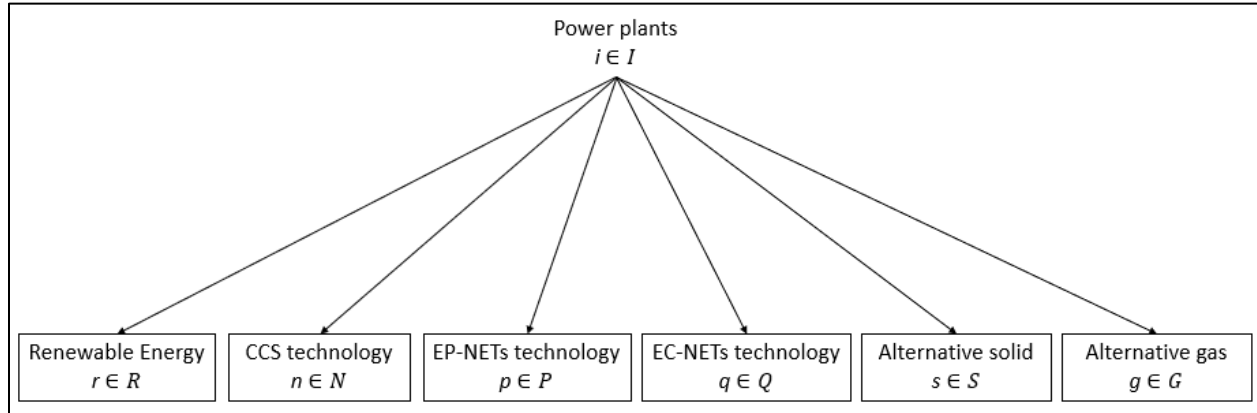 Power plants
i ∈ I
Renewable Energy
r ∈ R
CCS technology
n ∈ N
EP-NETs technology
p ∈ P
EC-NETs technology
q ∈ Q
Alternative solid
s ∈ S
Alternative gas
g ∈ G